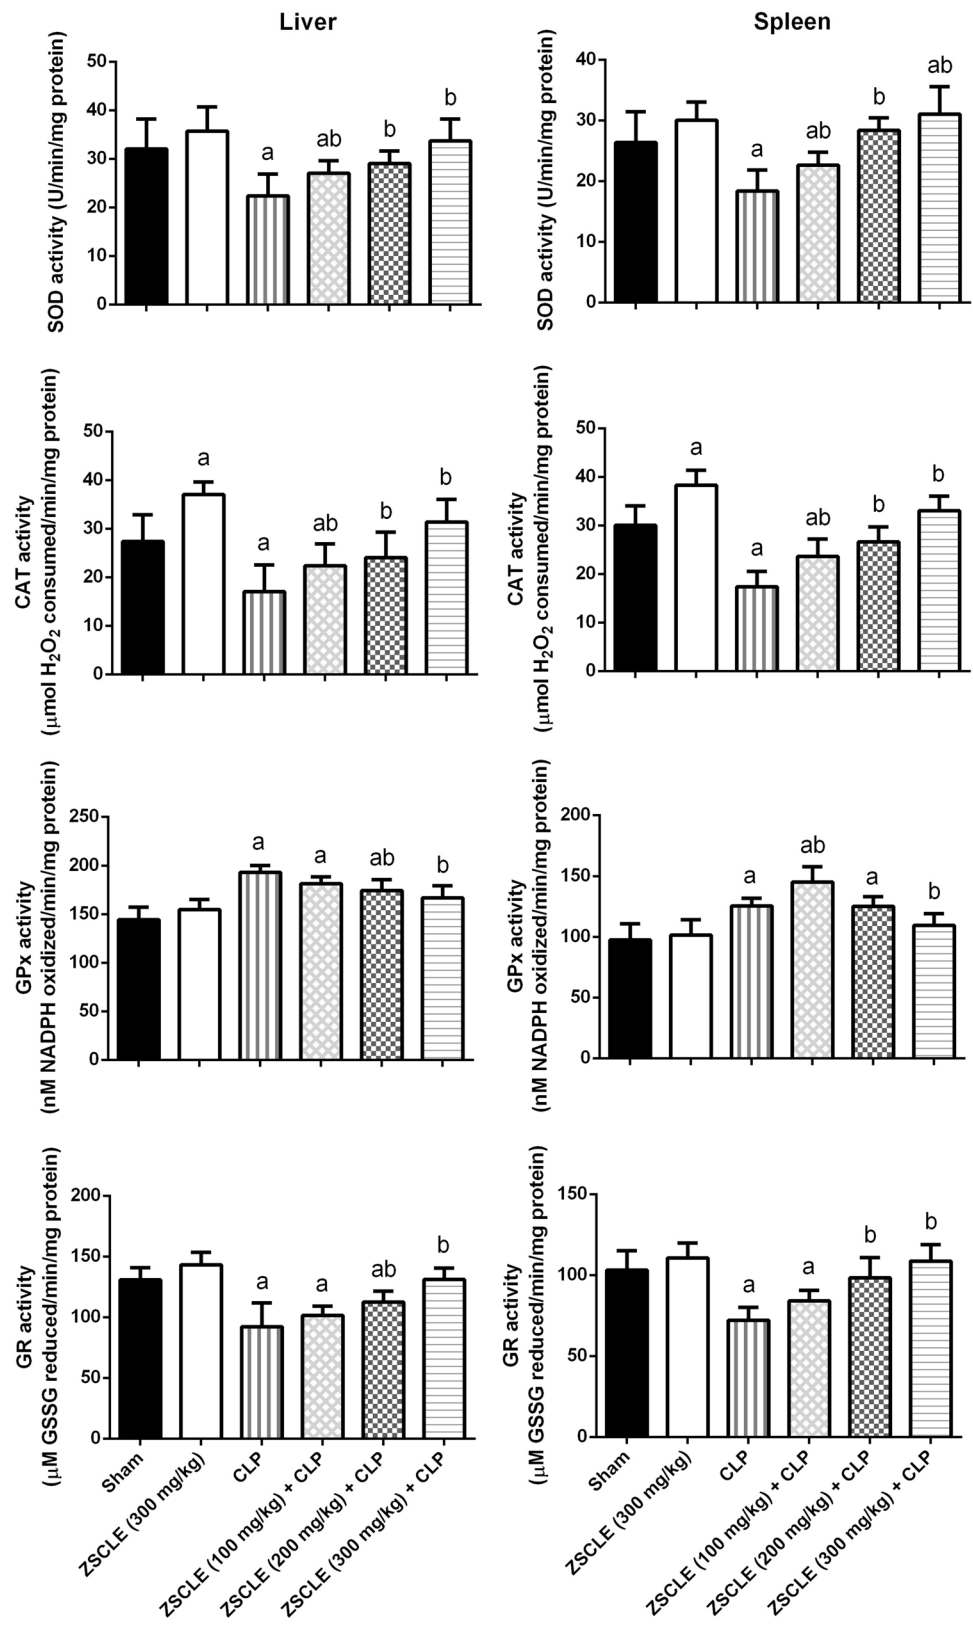 Liver
Spleen
SOD activity (U/min/mg protein)
50
40
30
20
10
0
a
ab
b
b
SOD activity (U/min/mg protein)
40
30
20
10
0
a
ab
b
ab
CAT activity
(μmol H₂O₂ consumed/min/mg protein)
50
40
30
20
10
0
a
a
ab
b
b
CAT activity
(μmol H₂O₂ consumed/min/mg protein)
50
40
30
20
10
0
a
a
ab
b
b
GPx activity
(nM NADPH oxidized/min/mg protein)
250
200
150
100
50
0
a
a
ab
b
GPx activity
(nM NADPH oxidized/min/mg protein)
200
150
100
50
0
a
ab
a
b
GR activity
(μM GSSG reduced/min/mg protein)
200
150
100
50
0
a
a
ab
b
Sham
ZSCLE (300 mg/kg)
CLP
ZSCLE (100 mg/kg) + CLP
ZSCLE (200 mg/kg) + CLP
ZSCLE (300 mg/kg) + CLP
GR activity
(μM GSSG reduced/min/mg protein)
150
100
50
0
a
a
b
b
Sham
ZSCLE (300 mg/kg)
CLP
ZSCLE (100 mg/kg) + CLP
ZSCLE (200 mg/kg) + CLP
ZSCLE (300 mg/kg) + CLP